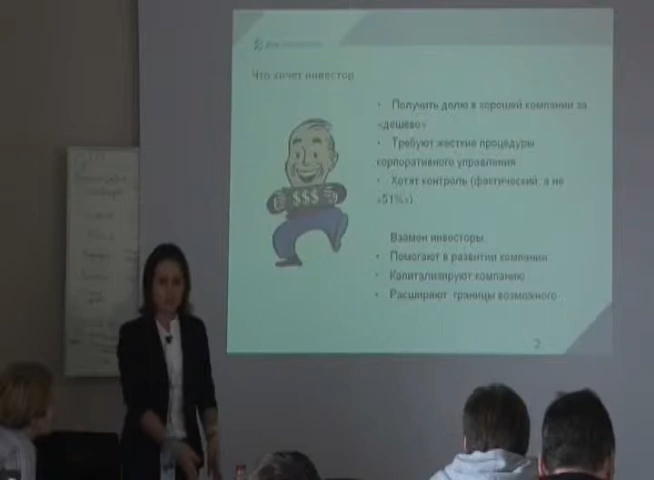 Что хочет инвестор
• Получить долю в хорошей компании за
«дешево»
• Требуют жесткие процедуры
корпоративного управления
• Хотят контроль (фактический, а не
«51%»)
$$$
Взамен инвесторы
• Помогают в развитии компании
• Капитализируют компанию
• Расширяют границы возможного
2